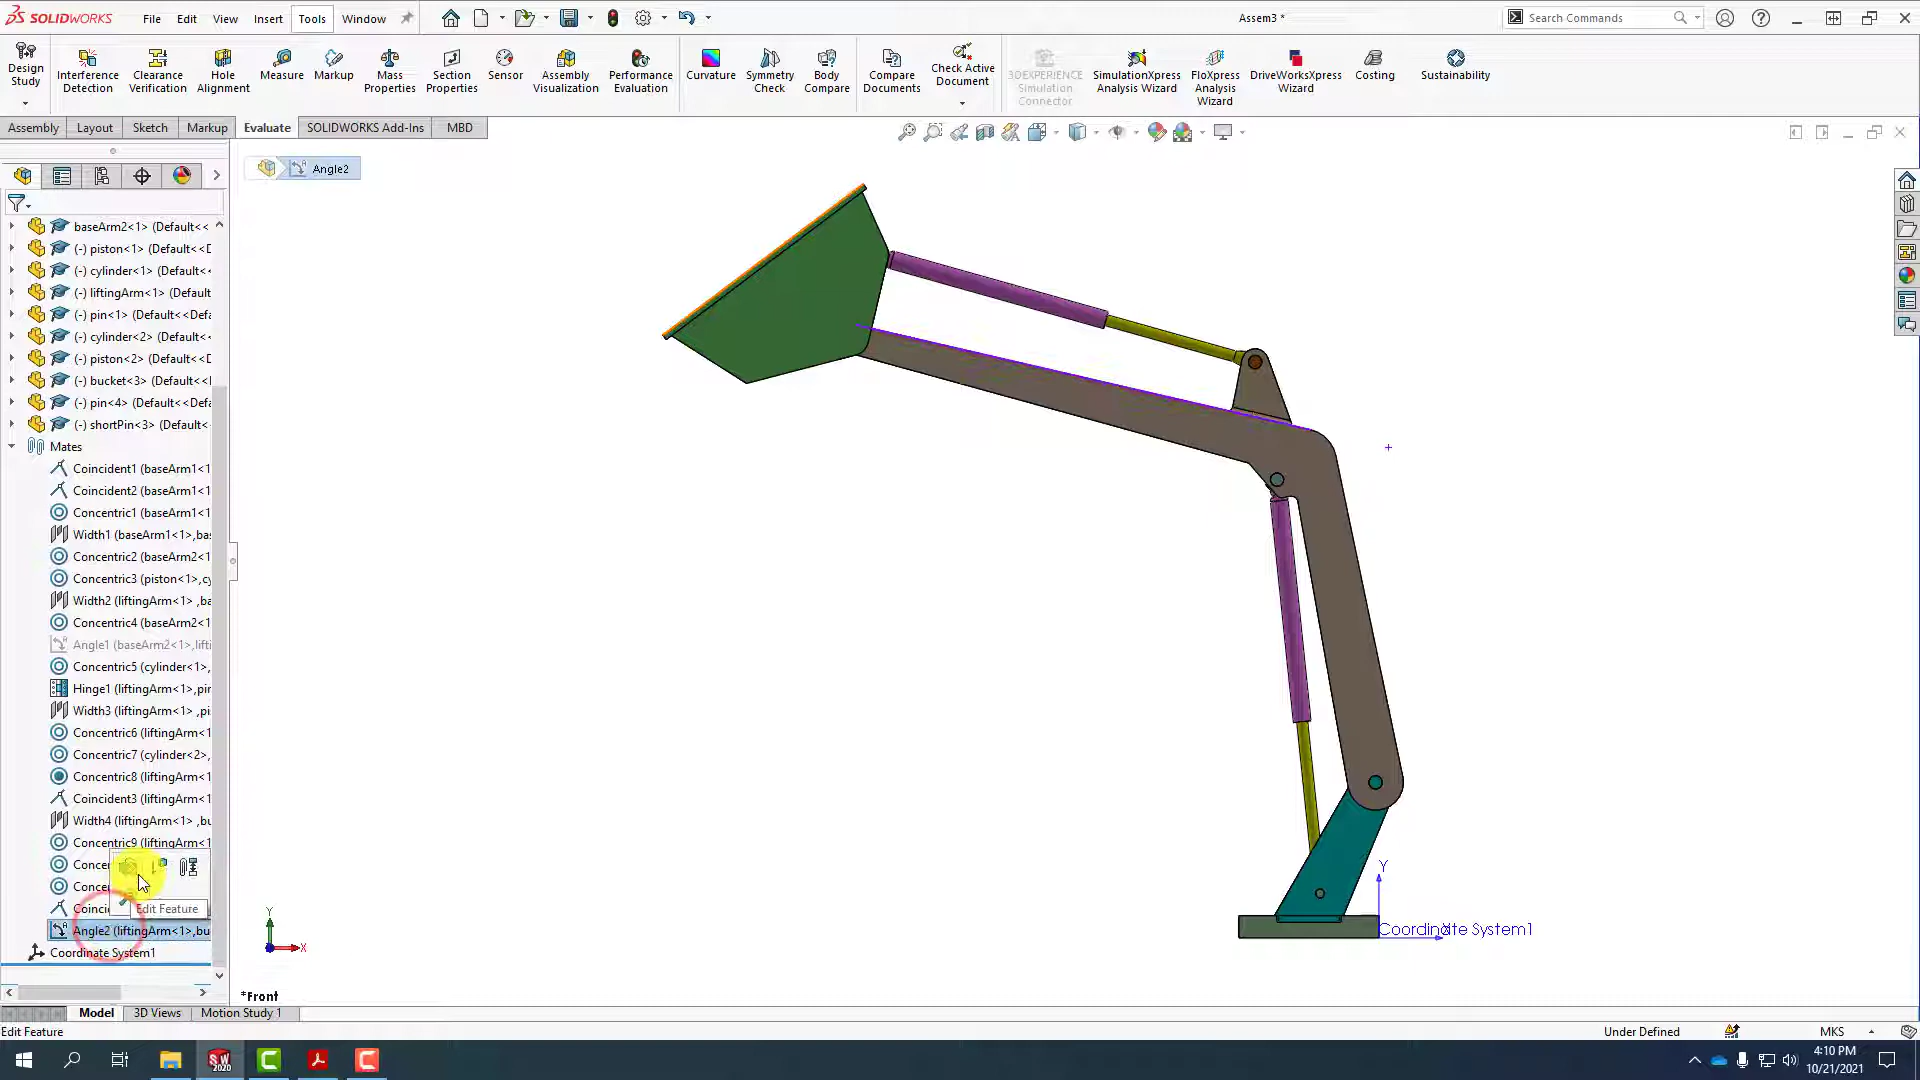 SOLIDWORKS File Edit View Insert Tools Window Assem3 * Search Commands
Design Study
Interference Detection
Clearance Verification
Hole Alignment
Measure
Markup
Mass Properties
Section Properties
Sensor
Assembly Visualization
Performance Evaluation
Curvature
Symmetry Check
Body Compare
Compare Documents
Check Active Document
3DEXPERIENCE Simulation Connector
SimulationXpress Analysis Wizard
FloXpress Analysis Wizard
DriveWorksXpress Wizard
Costing
Sustainability
Assembly Layout Sketch Markup Evaluate SOLIDWORKS Add-Ins MBD
Angle2
baseArm2<1> (Default<<
(-) piston<1> (Default<<D
(-) cylinder<1> (Default<<
(-) liftingArm<1> (Default
(-) pin<1> (Default<<Defa
(-) cylinder<2> (Default<<
(-) piston<2> (Default<<D
(-) bucket<3> (Default<<D
(-) pin<4> (Default<<Defa
(-) shortPin<3> (Default<<
Mates
Coincident1 (baseArm1<1
Coincident2 (baseArm1<1
Concentric1 (baseArm1<1
Width1 (baseArm1<1>,bas
Concentric2 (baseArm2<1
Concentric3 (piston<1>,cy
Width2 (liftingArm<1> ,ba
Concentric4 (baseArm2<1
Angle1 (baseArm2<1>,lifti
Concentric5 (cylinder<1>,
Hinge1 (liftingArm<1>,pin
Width3 (liftingArm<1> ,pi
Concentric6 (liftingArm<1
Concentric7 (cylinder<2>,
Concentric8 (liftingArm<1
Coincident3 (liftingArm<1
Width4 (liftingArm<1> ,bu
Concentric9 (liftingArm<1
Concen
Concen
Coincid
Edit Feature
Angle2 (liftingArm<1>,bu
Coordinate System1
Y
X
Y
Coordinate System1
*Front
Model 3D Views Motion Study 1
Edit Feature Under Defined MKS
SW 2020
4:10 PM
10/21/2021